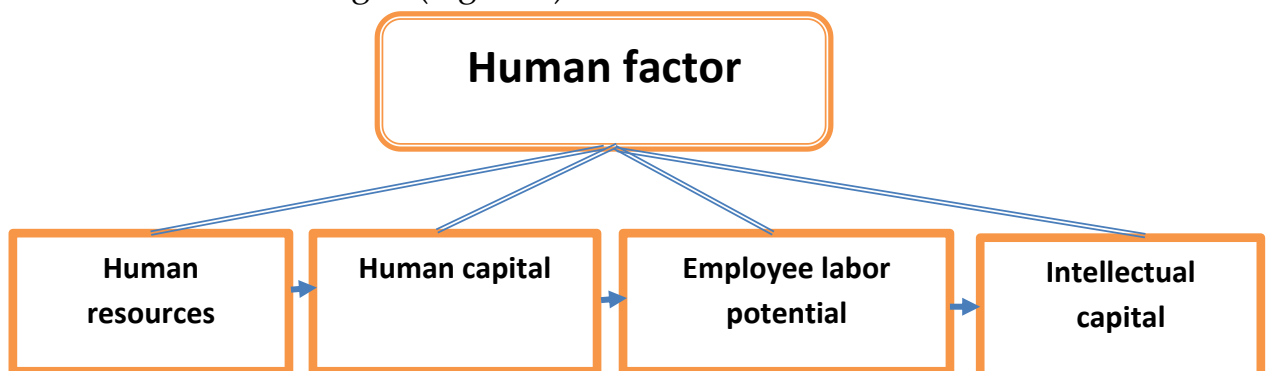 Human factor
Human
resources
Human capital
Employee labor
potential
Intellectual
capital